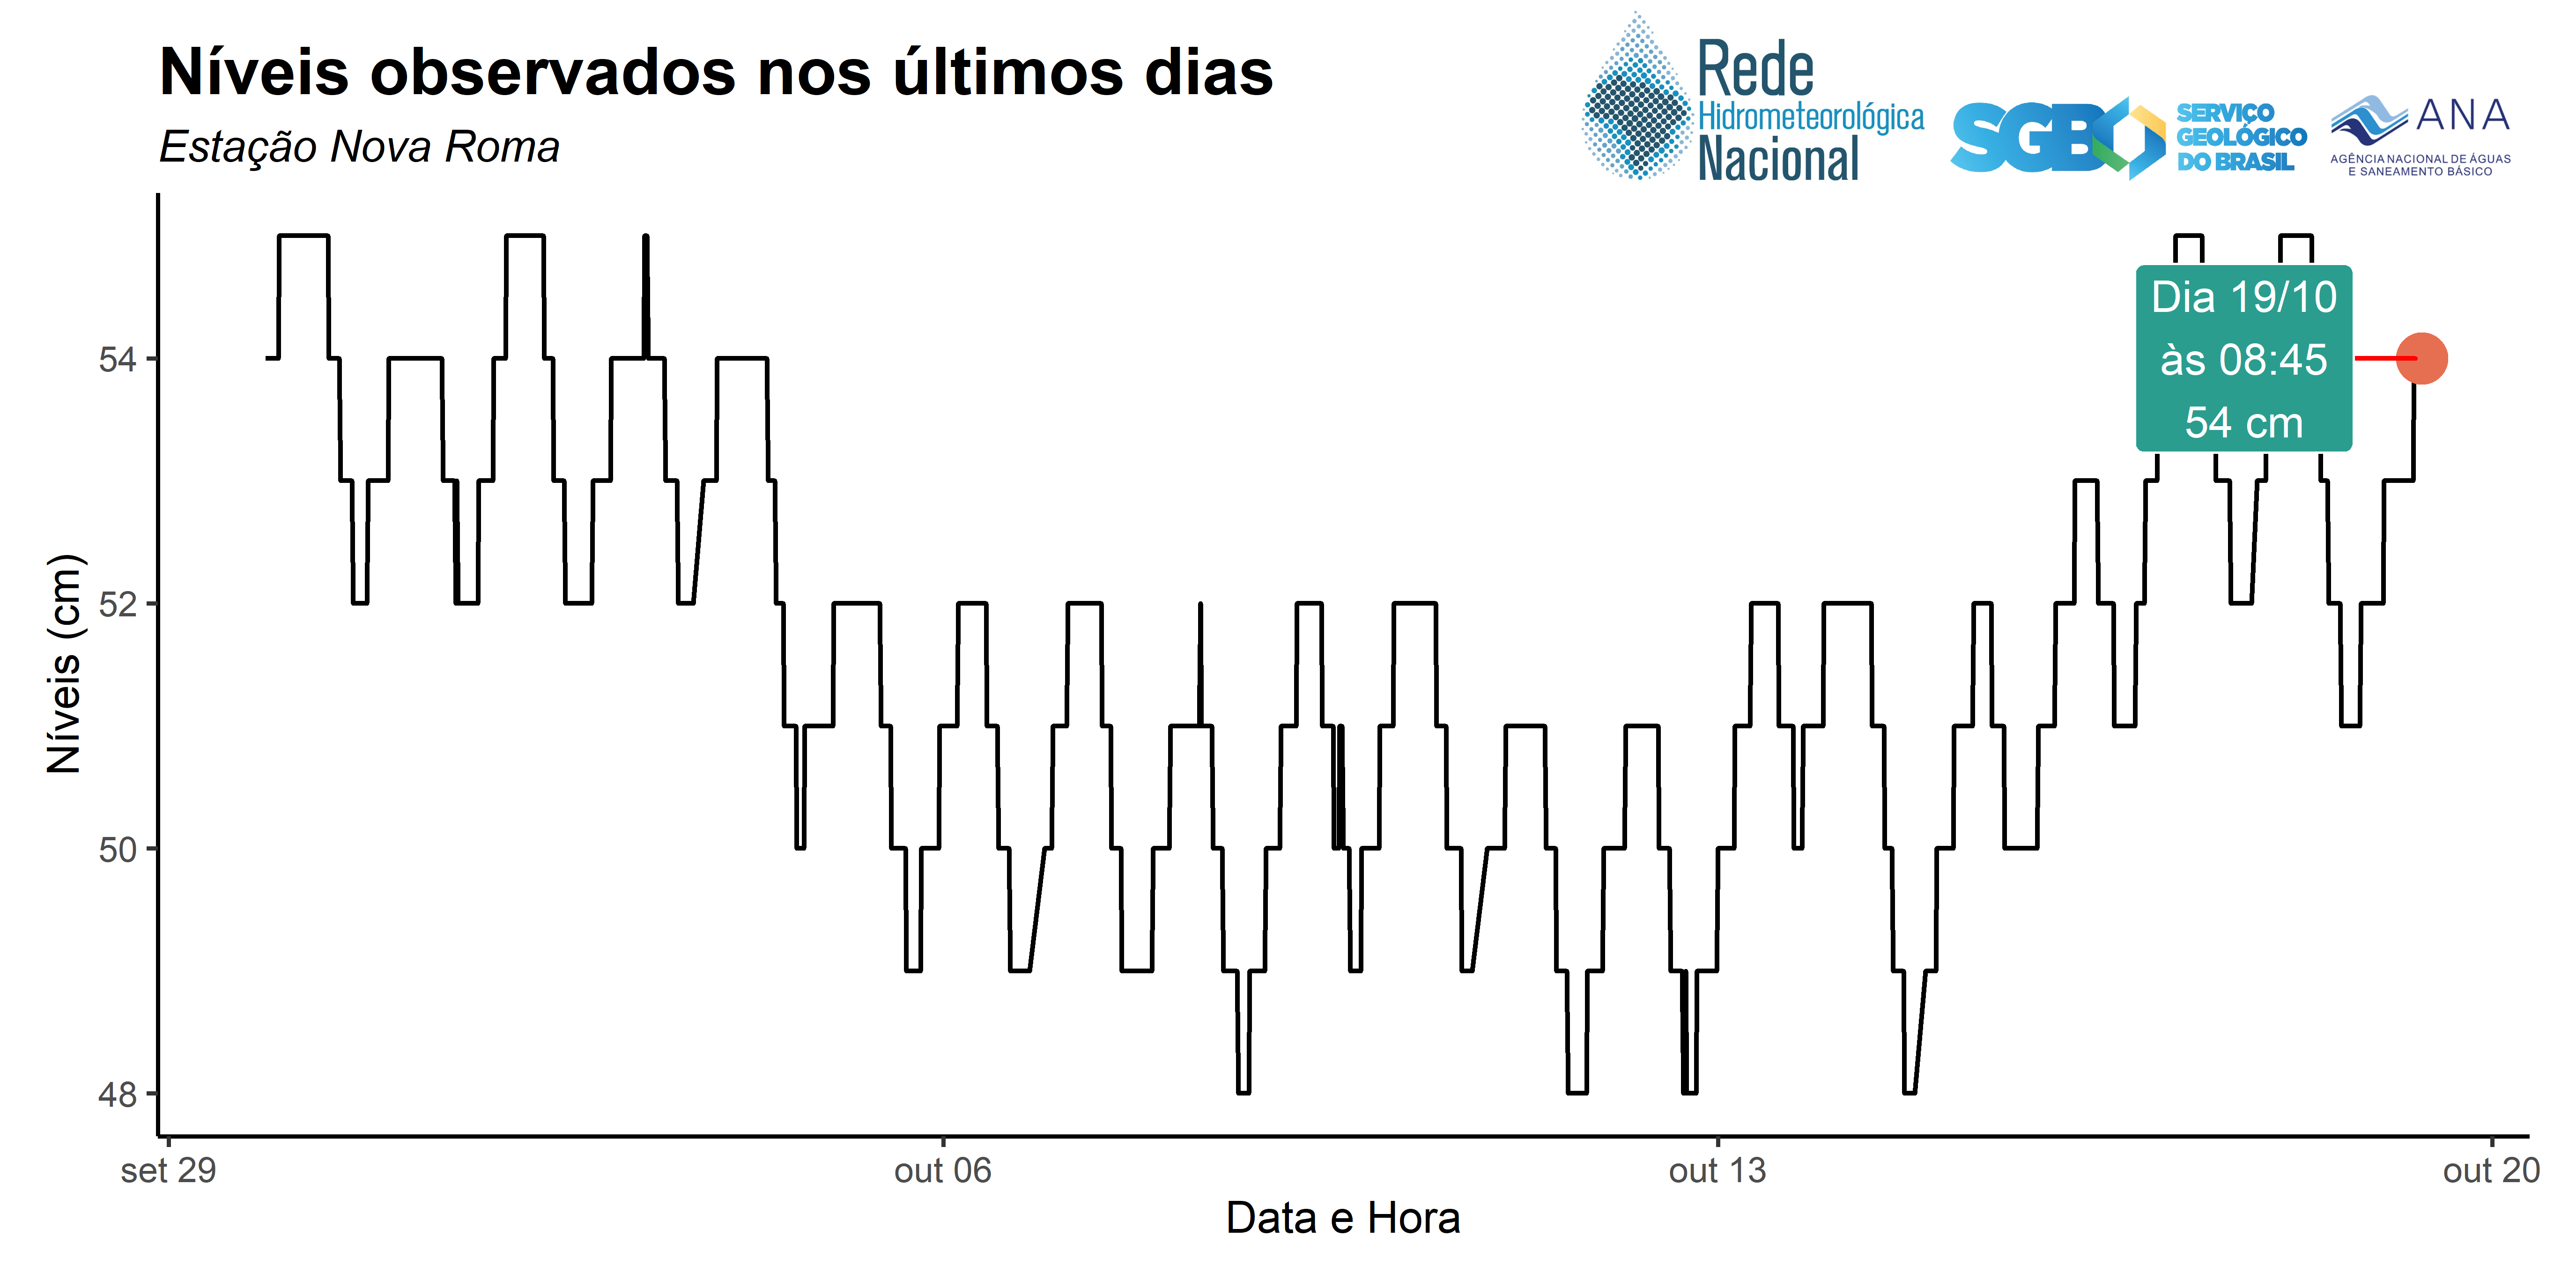 Níveis observados nos últimos dias
Estação Nova Roma
Rede
Hidrometeorológica
Nacional
SGB
SERVIÇO
GEOLÓGICO
DO BRASIL
ANA
AGÊNCIA NACIONAL DE ÁGUAS
E SANEAMENTO BÁSICO
Dia 19/10
às 08:45
54 cm
Níveis (cm)
54
52
50
48
set 29
out 06
out 13
out 20
Data e Hora